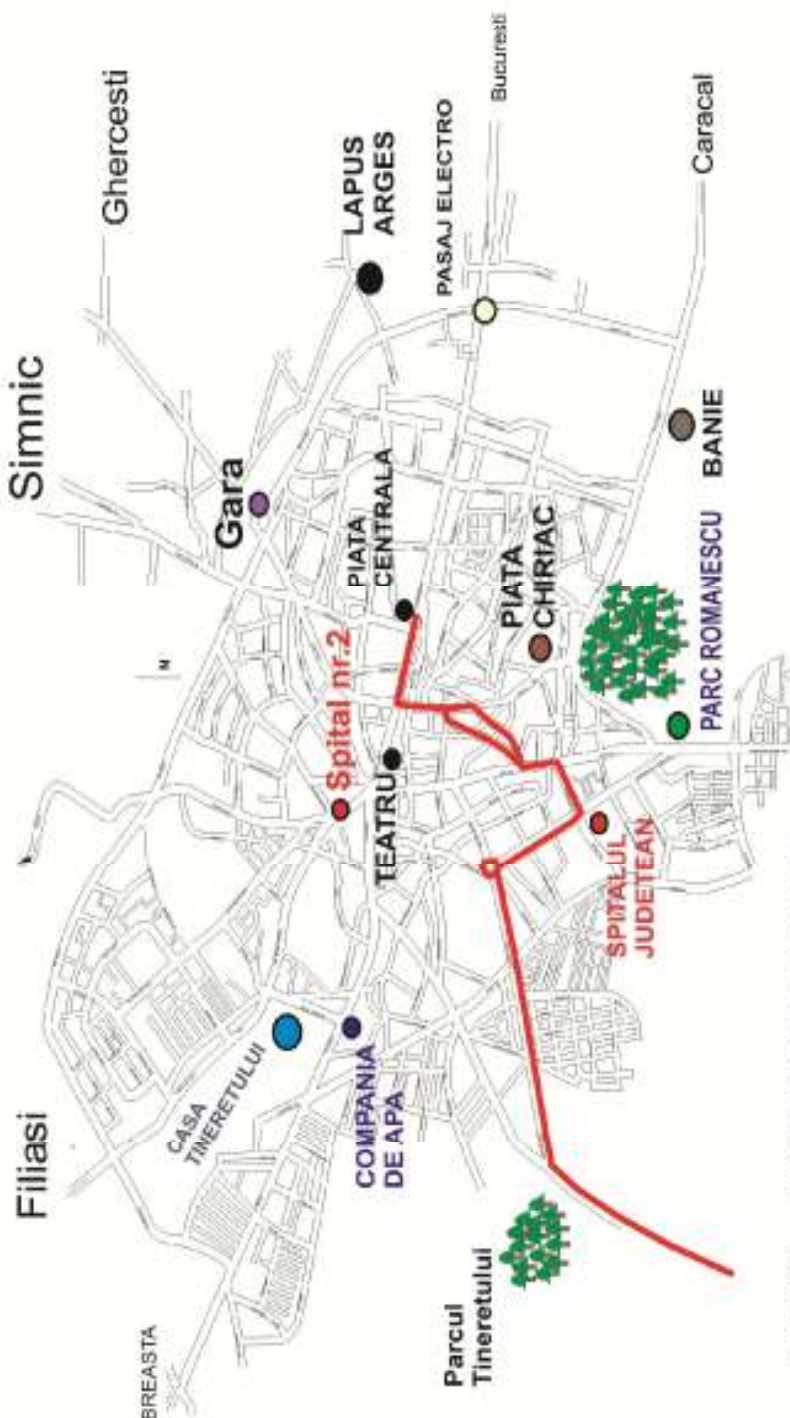 Simnic
Ghercesti
Filiasi
BREASTA
Gara
LAPUS
ARGES
Spital nr.2
CASA
TINERETULUI
PIATA
CENTRALA
PASAJ ELECTRO
Bucuresti
TEATRU
COMPANIA
DE APA
PIATA
CHIRIAC
Parcul
Tineretului
SPITALUL
JUDETEAN
PARC ROMANESCU
BANIE
Caracal